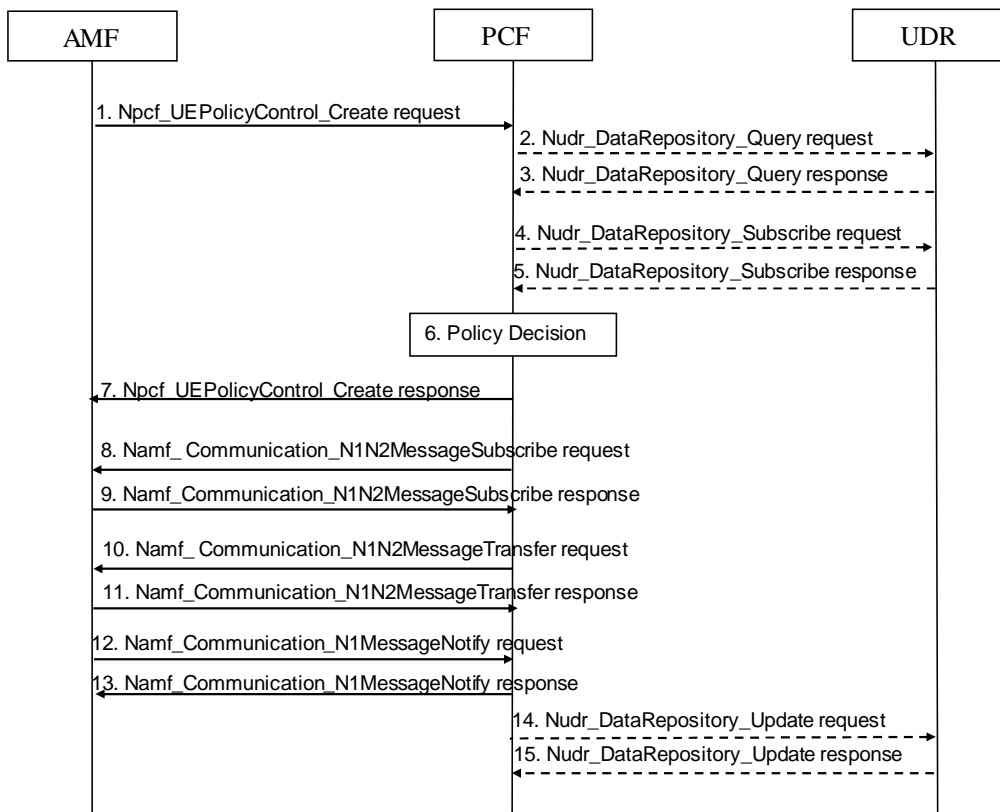 AMF
PCF
UDR
1. Npcf_UEPolicyControl_Create request
2. Nudr_DataRepository_Query request
3. Nudr_DataRepository_Query response
4. Nudr_DataRepository_Subscribe request
5. Nudr_DataRepository_Subscribe response
6. Policy Decision
7. Npcf_UEPolicyControl_Create response
8. Namf_ Communication_N1N2MessageSubscribe request
9. Namf_Communication_N1N2MessageSubscribe response
10. Namf_ Communication_N1N2MessageTransfer request
11. Namf_Communication_N1N2MessageTransfer response
12. Namf_Communication_N1MessageNotify request
13. Namf_Communication_N1MessageNotify response
14. Nudr_DataRepository_Update request
15. Nudr_DataRepository_Update response